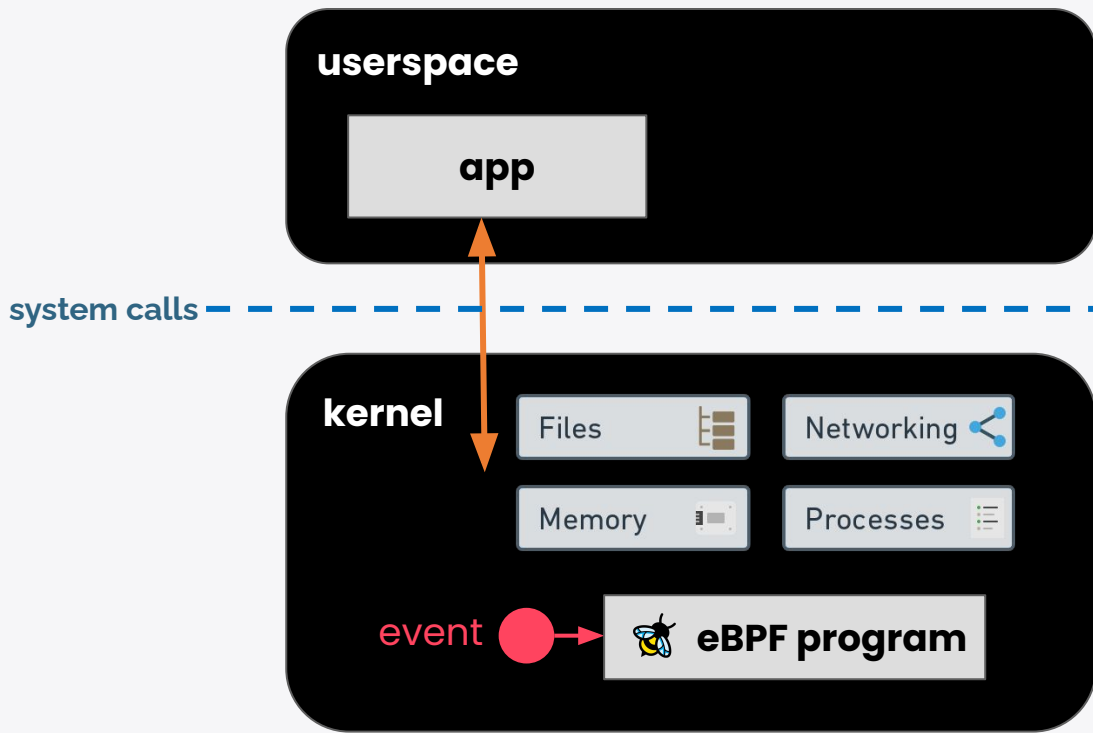 userspace
app
system calls
kernel
Files
Networking
Memory
Processes
event
eBPF program